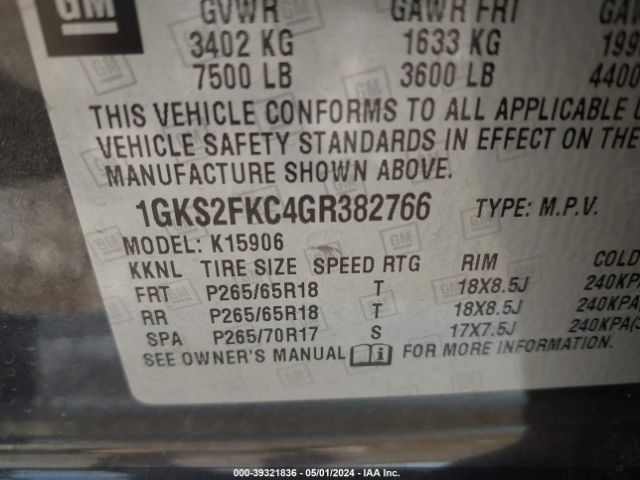 GM
GVWR GAWR FRT
3402 KG 1633 KG 199
7500 LB 3600 LB 4400
THIS VEHICLE CONFORMS TO ALL APPLICABLE
VEHICLE SAFETY STANDARDS IN EFFECT ON THE
MANUFACTURE SHOWN ABOVE.
1GKS2FKC4GR382766 TYPE: M.P.V.
MODEL: K15906
KKNL TIRE SIZE SPEED RTG RIM COLD
FRT P265/65R18 T 18X8.5J 240KPA
RR P265/65R18 T 18X8.5J 240KPA/
SPA P265/70R17 S 17X7.5J 240KPA/
SEE OWNER'S MANUAL i FOR MORE INFORMATION.
000-39321836 - 05/01/2024 - IAA Inc.